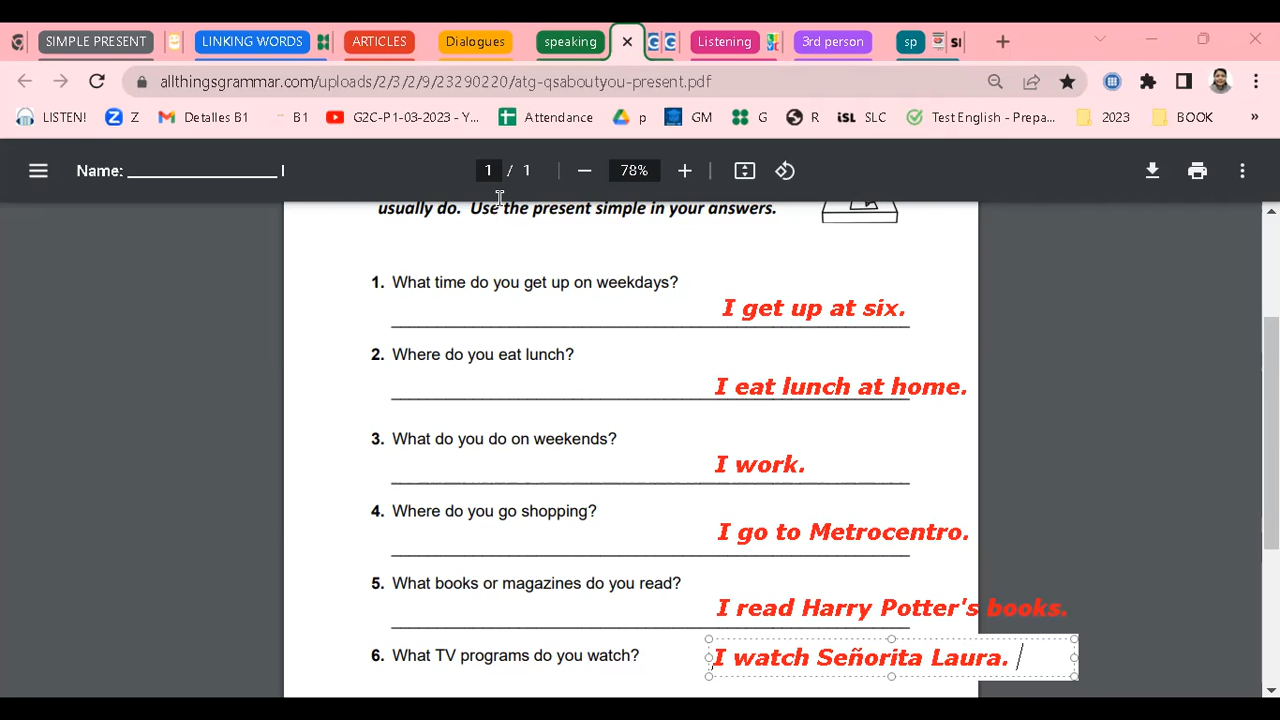 SIMPLE PRESENT LINKING WORDS ARTICLES Dialogues speaking Listening 3rd person sp SI
allthingsgrammar.com/uploads/2/3/2/9/23290220/atg-qsaboutyou-present.pdf
LISTEN! Z Detalles B1 B1 G2C-P1-03-2023 - Y... Attendance p GM G R SLC Test English - Prepa... 2023 BOOK »
Name: _______________ 1 / 1 78%
usually do. Use the present simple in your answers.
1. What time do you get up on weekdays?
I get up at six.
2. Where do you eat lunch?
I eat lunch at home.
3. What do you do on weekends?
I work.
4. Where do you go shopping?
I go to Metrocentro.
5. What books or magazines do you read?
I read Harry Potter's books.
6. What TV programs do you watch? I watch Señorita Laura.